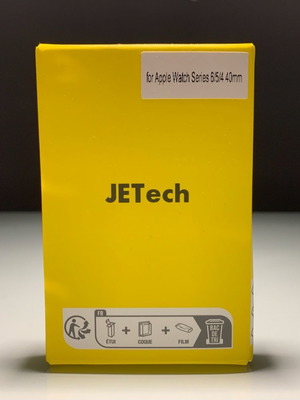 for Apple Watch Series 6/5/4 40mm
JETech
FR
ÉTUI + COQUE + FILM
BAC
DE
TRI